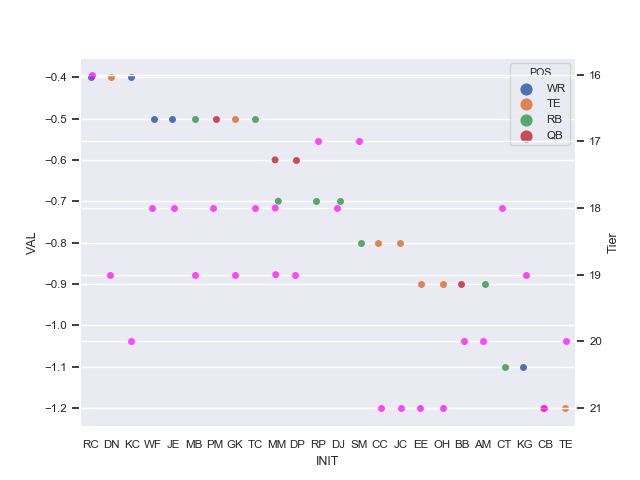 POS
WR
TE
RB
QB
−0.4
−0.5
−0.6
−0.7
−0.8
−0.9
−1.0
−1.1
−1.2
VAL
16
17
18
19
20
21
Tier
RC DN KC WF JE MB PM GK TC MM DP RP DJ SM CC JC EE OH BB AM CT KG CB TE
INIT